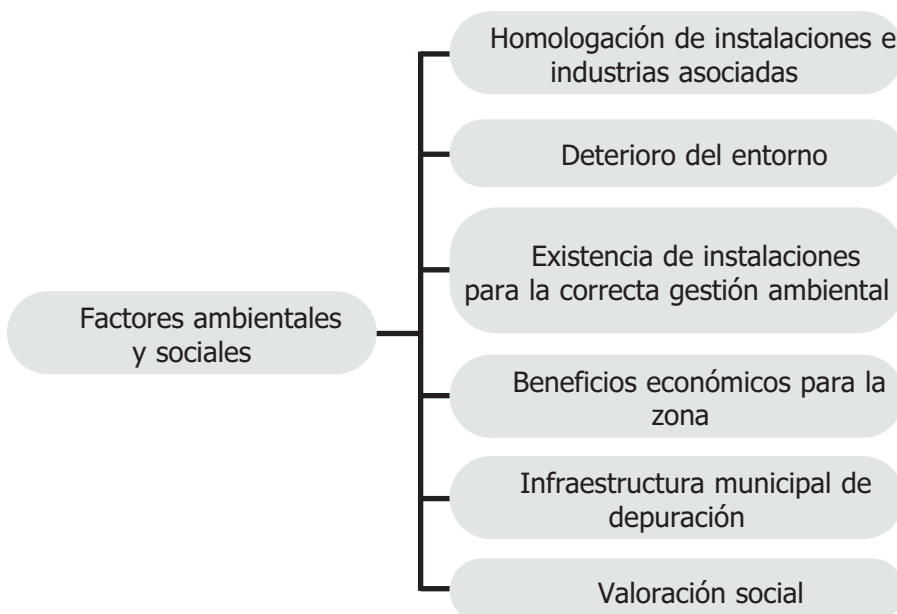 Homologación de instalaciones e
industrias asociadas
Deterioro del entorno
Existencia de instalaciones
para la correcta gestión ambiental
Factores ambientales
y sociales
Beneficios económicos para la
zona
Infraestructura municipal de
depuración
Valoración social